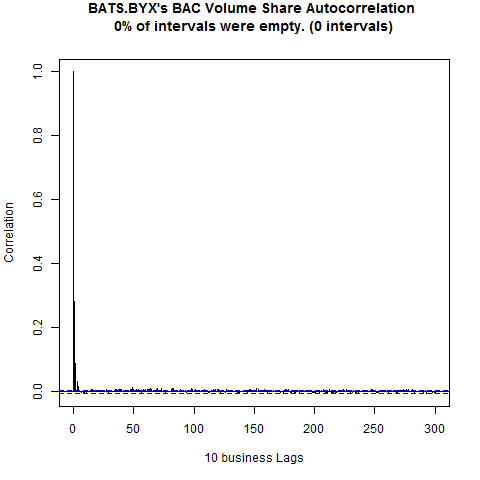 BATS.BYX's BAC Volume Share Autocorrelation
0% of intervals were empty. (0 intervals)
Correlation
1.0
0.8
0.6
0.4
0.2
0.0
0 50 100 150 200 250 300
10 business Lags